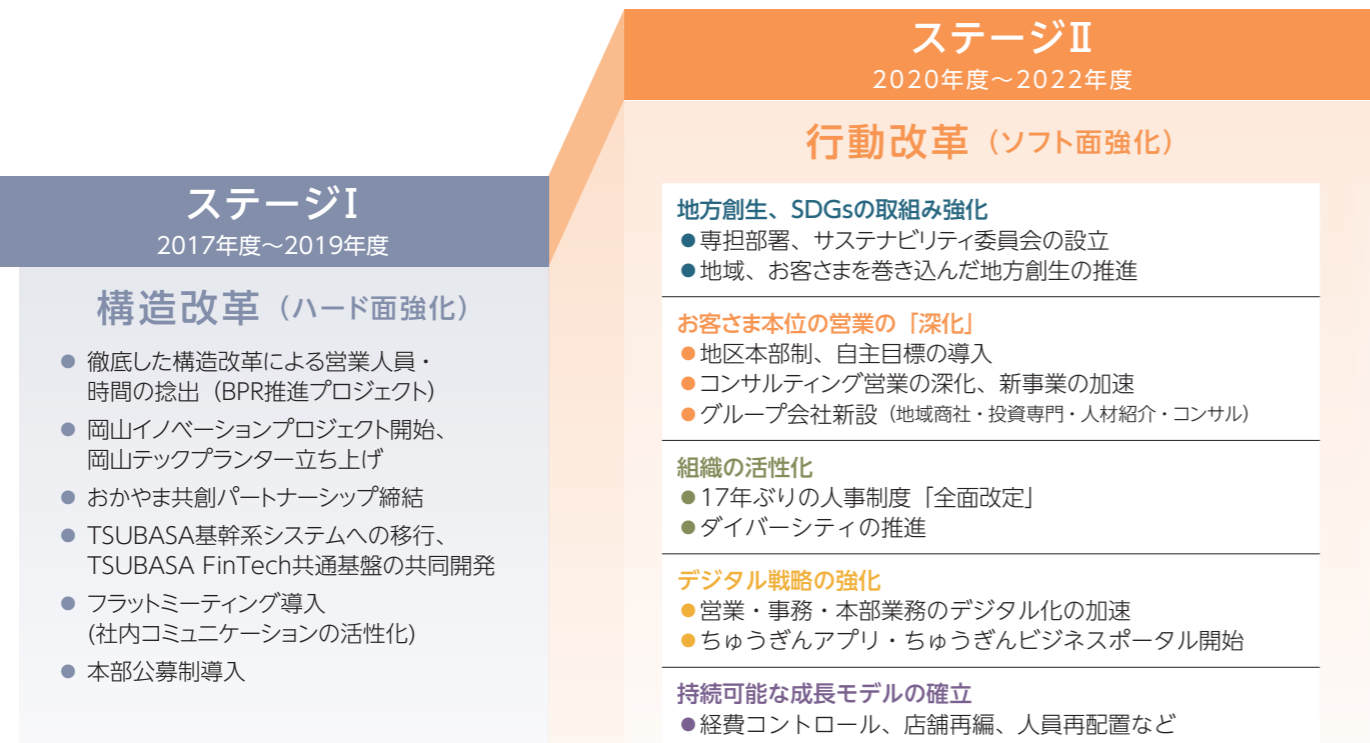 ステージⅠ
2017年度～2019年度
構造改革（ハード面強化）
● 徹底した構造改革による営業人員・
時間の捻出（BPR推進プロジェクト）
● 岡山イノベーションプロジェクト開始、
岡山テックプランター立ち上げ
● おかやま共創パートナーシップ締結
● TSUBASA基幹系システムへの移行、
TSUBASA FinTech共通基盤の共同開発
● フラットミーティング導入
(社内コミュニケーションの活性化)
● 本部公募制導入
ステージⅡ
2020年度～2022年度
行動改革（ソフト面強化）
地方創生、SDGsの取組み強化
●専担部署、サステナビリティ委員会の設立
●地域、お客さまを巻き込んだ地方創生の推進
お客さま本位の営業の「深化」
●地区本部制、自主目標の導入
●コンサルティング営業の深化、新事業の加速
●グループ会社新設（地域商社・投資専門・人材紹介・コンサル）
組織の活性化
●17年ぶりの人事制度「全面改定」
●ダイバーシティの推進
デジタル戦略の強化
●営業・事務・本部業務のデジタル化の加速
●ちゅうぎんアプリ・ちゅうぎんビジネスポータル開始
持続可能な成長モデルの確立
●経費コントロール、店舗再編、人員再配置など